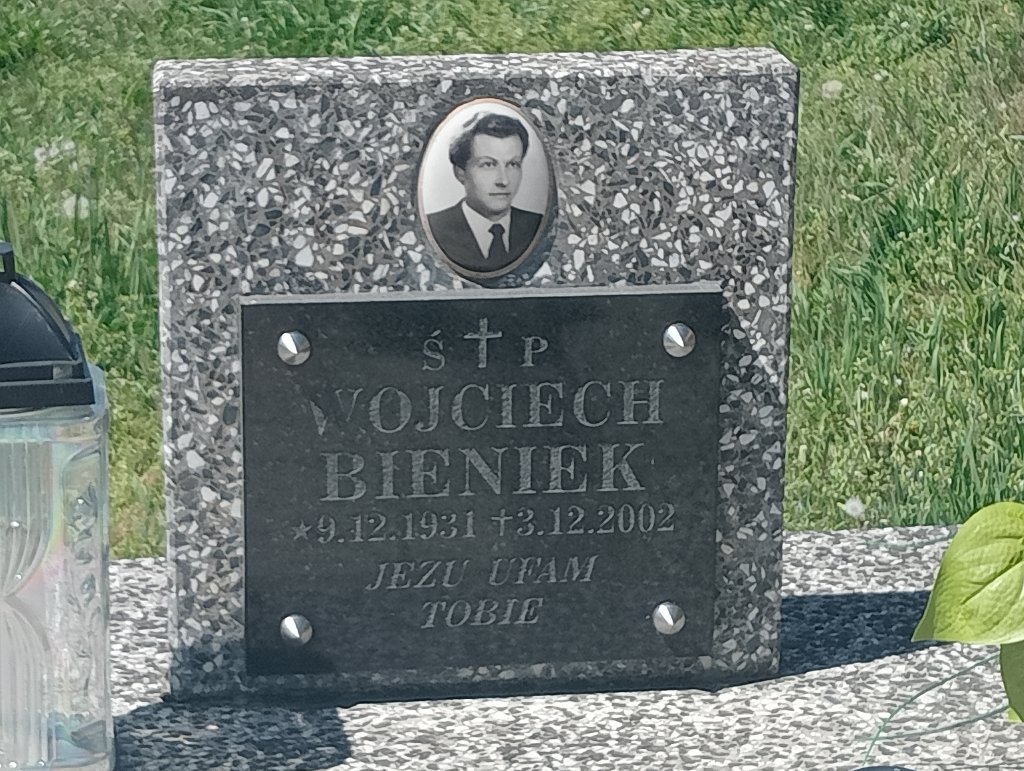 Ś † P
WOJCIECH
BIENIEK
★9.12.1931 †3.12.2002
JEZU UFAM
TOBIE